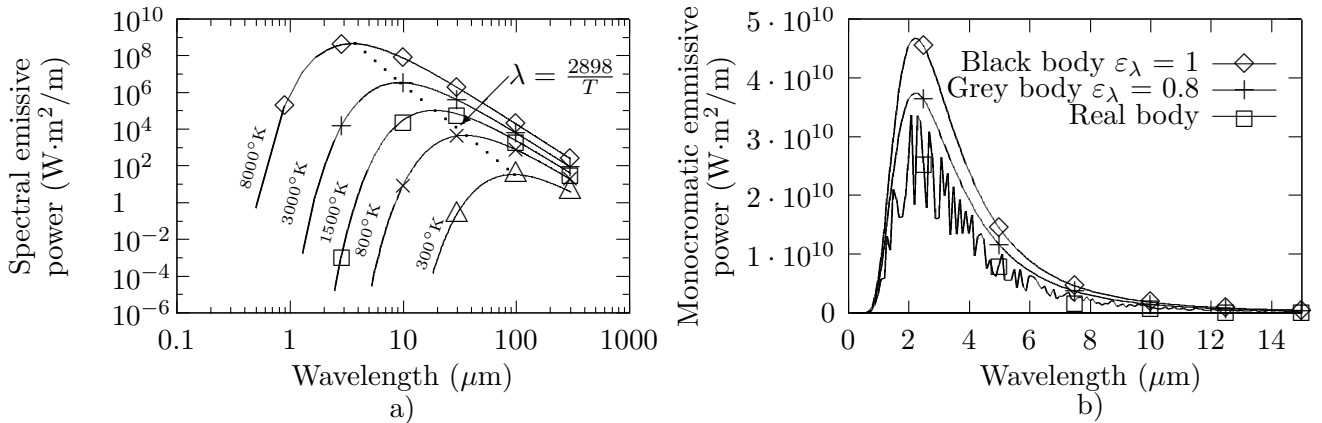 Spectral emissive
power (W·m²/m)
10^10
10^8
10^6
10^4
10^2
1
10^−2
10^−4
10^−6
8000°K
3000°K
1500°K
800°K
300°K
λ = 2898/T
0.1
1
10
100
1000
Wavelength (μm)
a)
Monocromatic emmissive
power (W·m²/m)
5 · 10^10
4 · 10^10
3 · 10^10
2 · 10^10
1 · 10^10
0
Black body ε_λ = 1
Grey body ε_λ = 0.8
Real body
0
2
4
6
8
10
12
14
Wavelength (μm)
b)